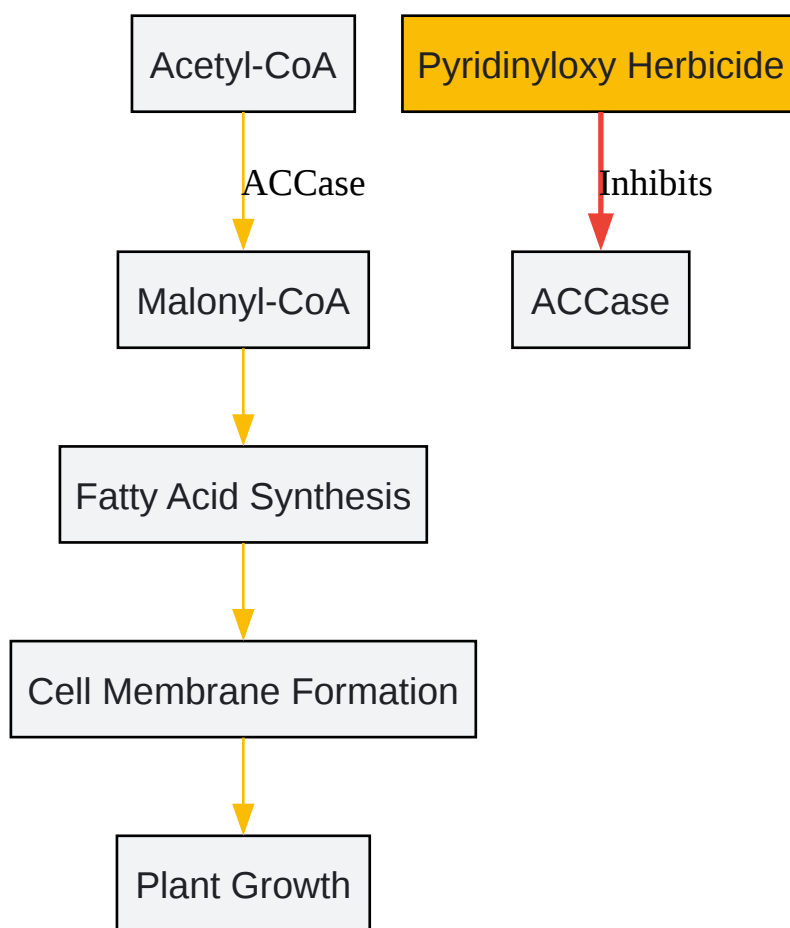 Acetyl-CoA
Pyridinyloxy Herbicide
ACCase
Inhibits
Malonyl-CoA
ACCase
Fatty Acid Synthesis
Cell Membrane Formation
Plant Growth